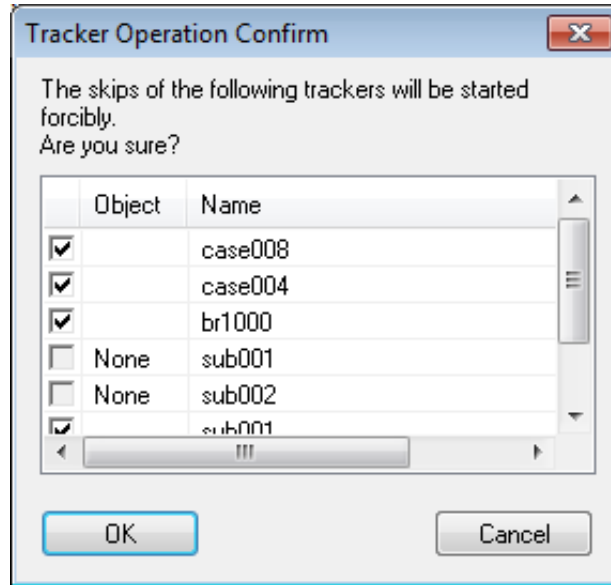 Tracker Operation Confirm
The skips of the following trackers will be started
forcibly.
Are you sure?
Object Name
case008
case004
br1000
None sub001
None sub002
sub001
OK Cancel